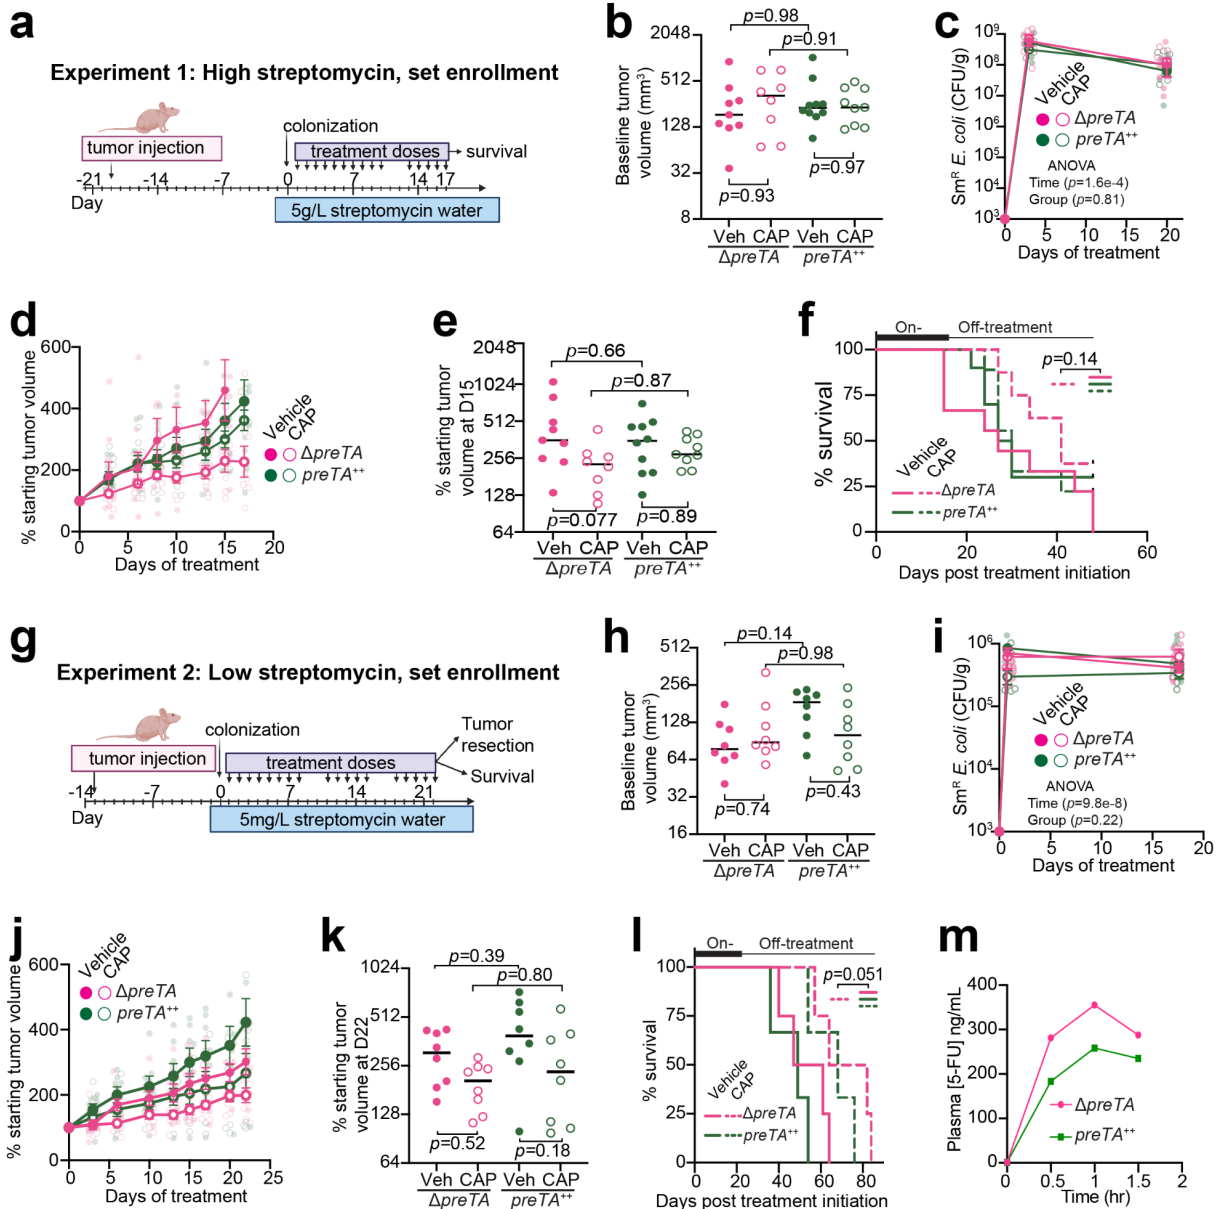 a
Experiment 1: High streptomycin, set enrollment
tumor injection
colonization
treatment doses
survival
-21
-14
-7
0
7
14
17
Day
5g/L streptomycin water
b
Baseline tumor
volume (mm³)
2048
512
128
32
8
p=0.98
p=0.91
p=0.93
p=0.97
Veh CAP
Veh CAP
ΔpreTA
preTA⁺⁺
c
Smᴿ E. coli (CFU/g)
10⁹
10⁸
10⁷
10⁶
10⁵
10⁴
10³
Vehicle
CAP
ΔpreTA
preTA⁺⁺
ANOVA
Time (p=1.6e-4)
Group (p=0.81)
0 5 10 15 20
Days of treatment
d
% starting tumor volume
600
400
200
0
0 5 10 15 20
Days of treatment
Vehicle
CAP
ΔpreTA
preTA⁺⁺
e
% starting tumor
volume at D15
2048
1024
512
256
128
64
p=0.66
p=0.87
p=0.077
p=0.89
Veh CAP
Veh CAP
ΔpreTA
preTA⁺⁺
f
On-
Off-treatment
% survival
100
75
50
25
0
p=0.14
Vehicle
CAP
ΔpreTA
preTA⁺⁺
0 20 40 60
Days post treatment initiation
g
Experiment 2: Low streptomycin, set enrollment
tumor injection
colonization
treatment doses
Tumor
resection
Survival
-14
-7
0
7
14
21
Day
5mg/L streptomycin water
h
Baseline tumor
volume (mm³)
512
256
128
64
32
16
p=0.14
p=0.98
p=0.74
p=0.43
Veh CAP
Veh CAP
ΔpreTA
preTA⁺⁺
i
Smᴿ E. coli (CFU/g)
10⁶
10⁵
10⁴
10³
Vehicle
CAP
ΔpreTA
preTA⁺⁺
ANOVA
Time (p=9.8e-8)
Group (p=0.22)
0 5 10 15 20
Days of treatment
j
% starting tumor volume
600
400
200
0
Vehicle
CAP
ΔpreTA
preTA⁺⁺
0 5 10 15 20 25
Days of treatment
k
% starting tumor
volume at D22
1024
512
256
128
64
p=0.39
p=0.80
p=0.52
p=0.18
Veh CAP
Veh CAP
ΔpreTA
preTA⁺⁺
l
On-
Off-treatment
% survival
100
75
50
25
0
p=0.051
Vehicle
CAP
ΔpreTA
preTA⁺⁺
0 20 40 60 80
Days post treatment initiation
m
Plasma [5-FU] ng/mL
400
300
200
100
0
ΔpreTA
preTA⁺⁺
0 0.5 1 1.5 2
Time (hr)